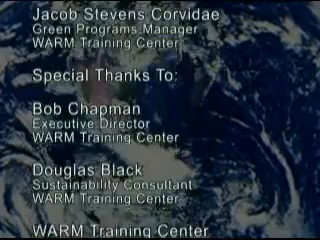 Jacob Stevens Corvidae
Green Programs Manager
WARM Training Center
Special Thanks To:
Bob Chapman
Executive Director
WARM Training Center
Douglas Black
Sustainability Consultant
WARM Training Center
WARM Training Center